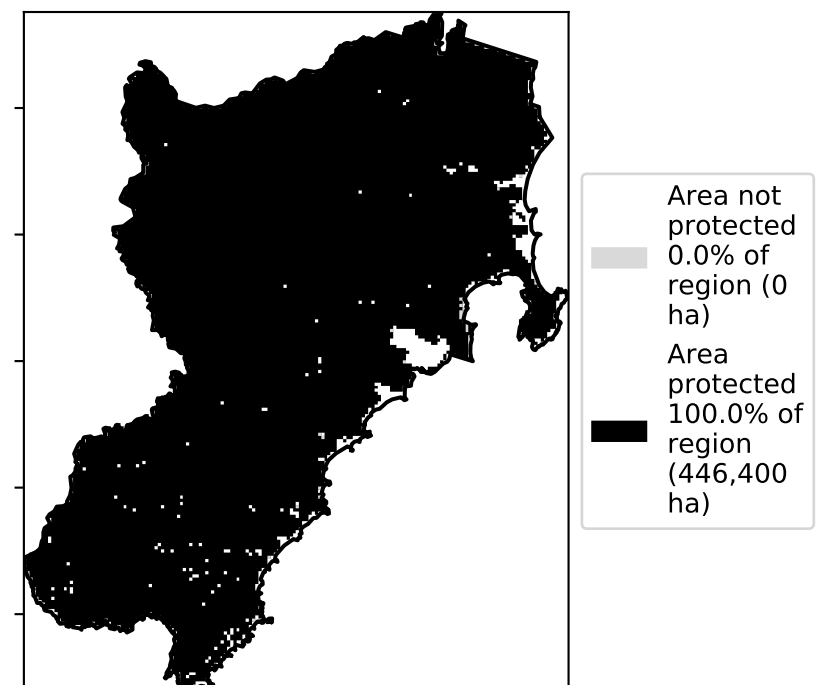 Area not
protected
0.0% of
region (0
ha)
Area
protected
100.0% of
region
(446,400
ha)